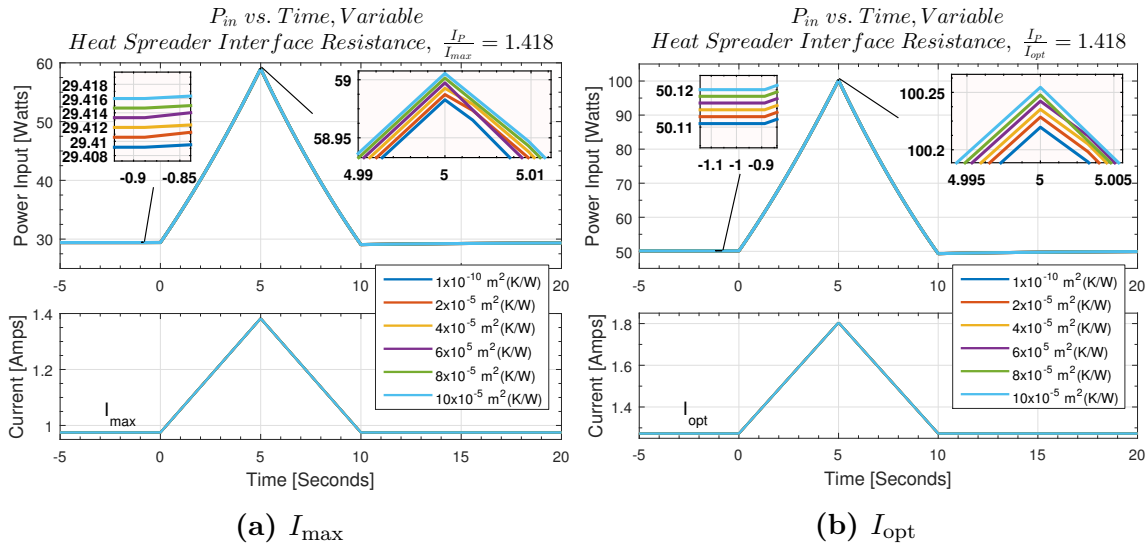 P_in vs. Time, Variable
Heat Spreader Interface Resistance, I_P/I_max = 1.418
Power Input [Watts]
60
50
40
30
29.418
29.416
29.414
29.412
29.41
29.408
-0.9 -0.85
59
58.95
4.99 5 5.01
-5 0 5 10 15 20
1x10^-10 m^2(K/W)
2x10^-5 m^2(K/W)
4x10^-5 m^2(K/W)
6x10^5 m^2(K/W)
8x10^-5 m^2(K/W)
10x10^-5 m^2(K/W)
Current [Amps]
1.4
1.2
1
I_max
-5 0 5 10 15 20
Time [Seconds]
(a) I_max
P_in vs. Time, Variable
Heat Spreader Interface Resistance, I_P/I_opt = 1.418
Power Input [Watts]
100
90
80
70
60
50
50.12
50.11
-1.1 -1 -0.9
100.25
100.2
4.995 5 5.005
-5 0 5 10 15 20
1x10^-10 m^2(K/W)
2x10^-5 m^2(K/W)
4x10^-5 m^2(K/W)
6x10^5 m^2(K/W)
8x10^-5 m^2(K/W)
10x10^-5 m^2(K/W)
Current [Amps]
1.8
1.6
1.4
I_opt
-5 0 5 10 15 20
Time [Seconds]
(b) I_opt